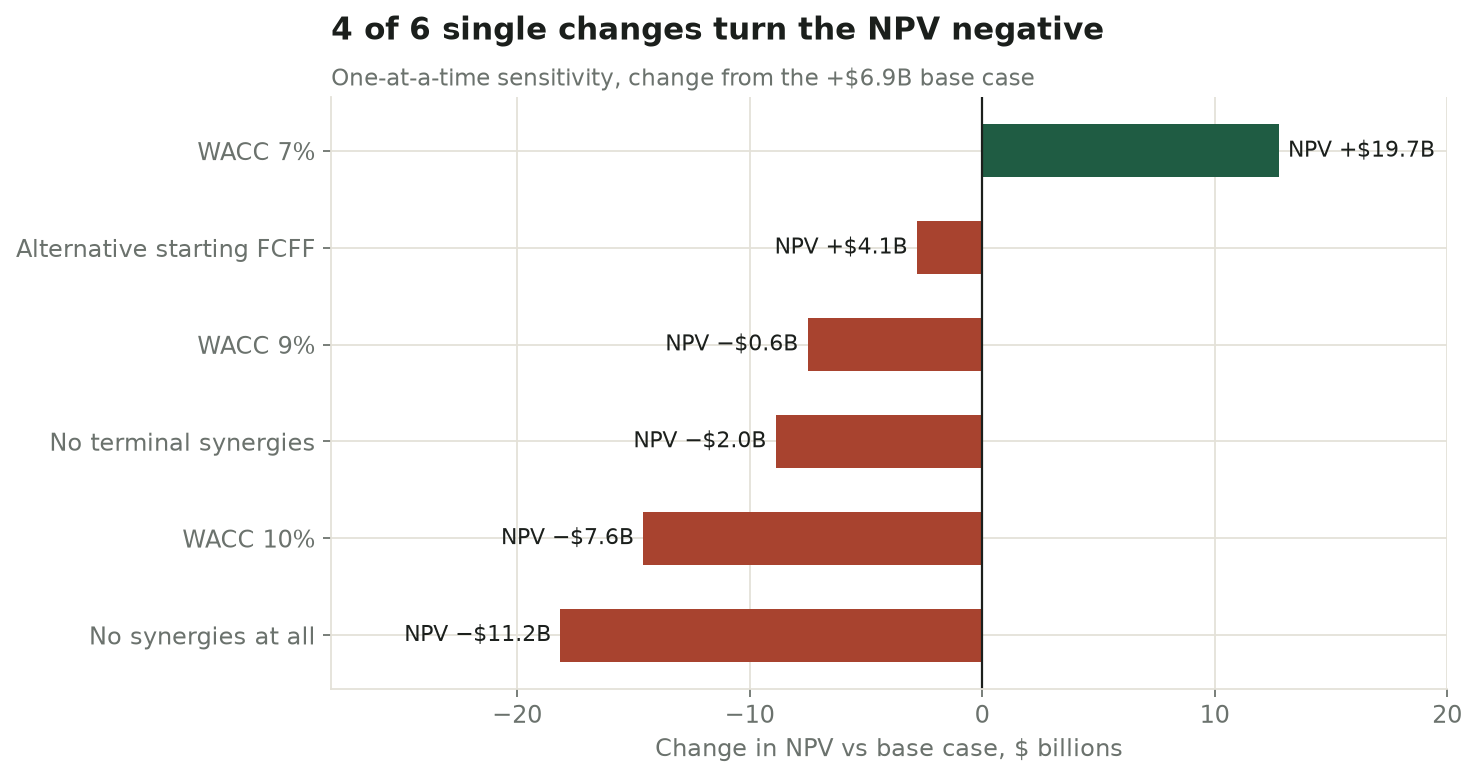 4 of 6 single changes turn the NPV negative
One-at-a-time sensitivity, change from the +$6.9B base case
WACC 7%
NPV +$19.7B
Alternative starting FCFF
NPV +$4.1B
WACC 9%
NPV −$0.6B
No terminal synergies
NPV −$2.0B
WACC 10%
NPV −$7.6B
No synergies at all
NPV −$11.2B
−20
−10
0
10
20
Change in NPV vs base case, $ billions